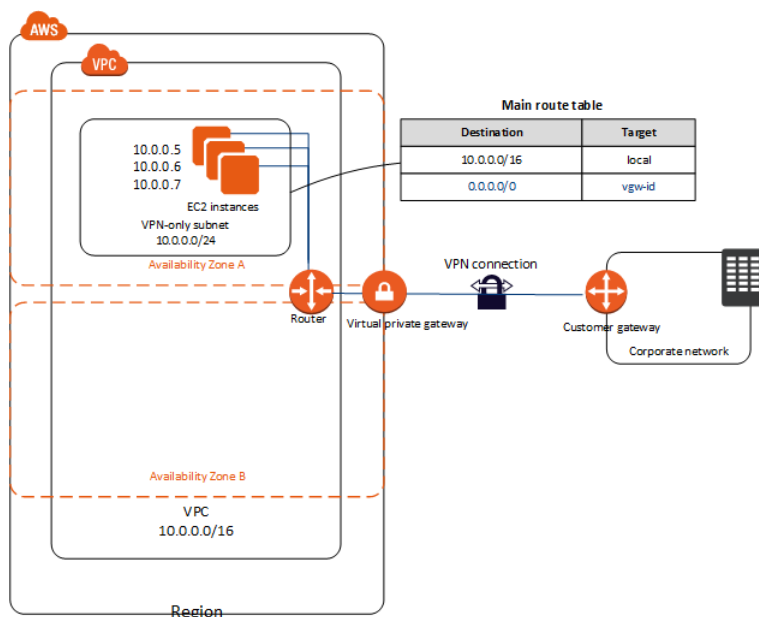 AWS
VPC
Main route table
Destination Target
10.0.0.0/16 local
0.0.0.0/0 vgw-id
10.0.0.5
10.0.0.6
10.0.0.7
EC2 instances
VPN-only subnet
10.0.0.0/24
Availability Zone A
VPN connection
Router
Virtual private gateway
Customer gateway
Corporate network
Availability Zone B
VPC
10.0.0.0/16
Region